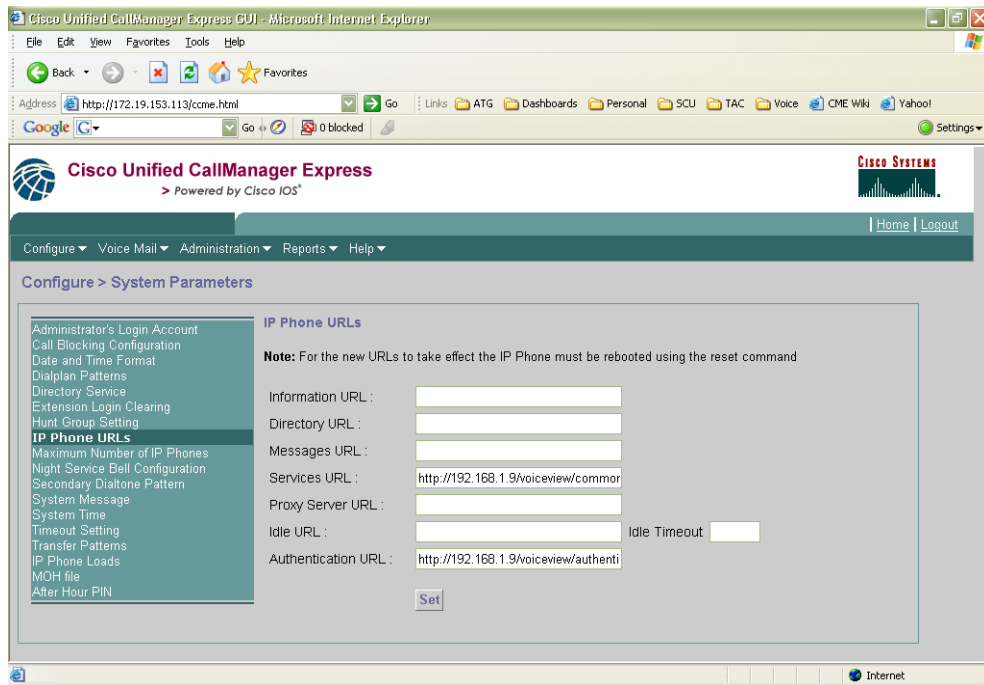 Cisco Unified CallManager Express GUI - Microsoft Internet Explorer
File Edit View Favorites Tools Help
Back Favorites
Address http://172.19.153.113/ccme.html Go Links ATG Dashboards Personal SCU TAC Voice CME Wiki Yahoo!
Google G Go 0 blocked Settings
Cisco Unified CallManager Express
> Powered by Cisco IOS
CISCO SYSTEMS
Home Logout
Configure Voice Mail Administration Reports Help
Configure > System Parameters
Administrator's Login Account
Call Blocking Configuration
Date and Time Format
Dialplan Patterns
Directory Service
Extension Login Clearing
Hunt Group Setting
IP Phone URLs
Maximum Number of IP Phones
Night Service Bell Configuration
Secondary Dialtone Pattern
System Message
System Time
Timeout Setting
Transfer Patterns
IP Phone Loads
MOH file
After Hour PIN
IP Phone URLs
Note: For the new URLs to take effect the IP Phone must be rebooted using the reset command
Information URL :
Directory URL :
Messages URL :
Services URL : http://192.168.1.9/voiceview/common
Proxy Server URL :
Idle URL : Idle Timeout
Authentication URL : http://192.168.1.9/voiceview/authenti
Set
Internet